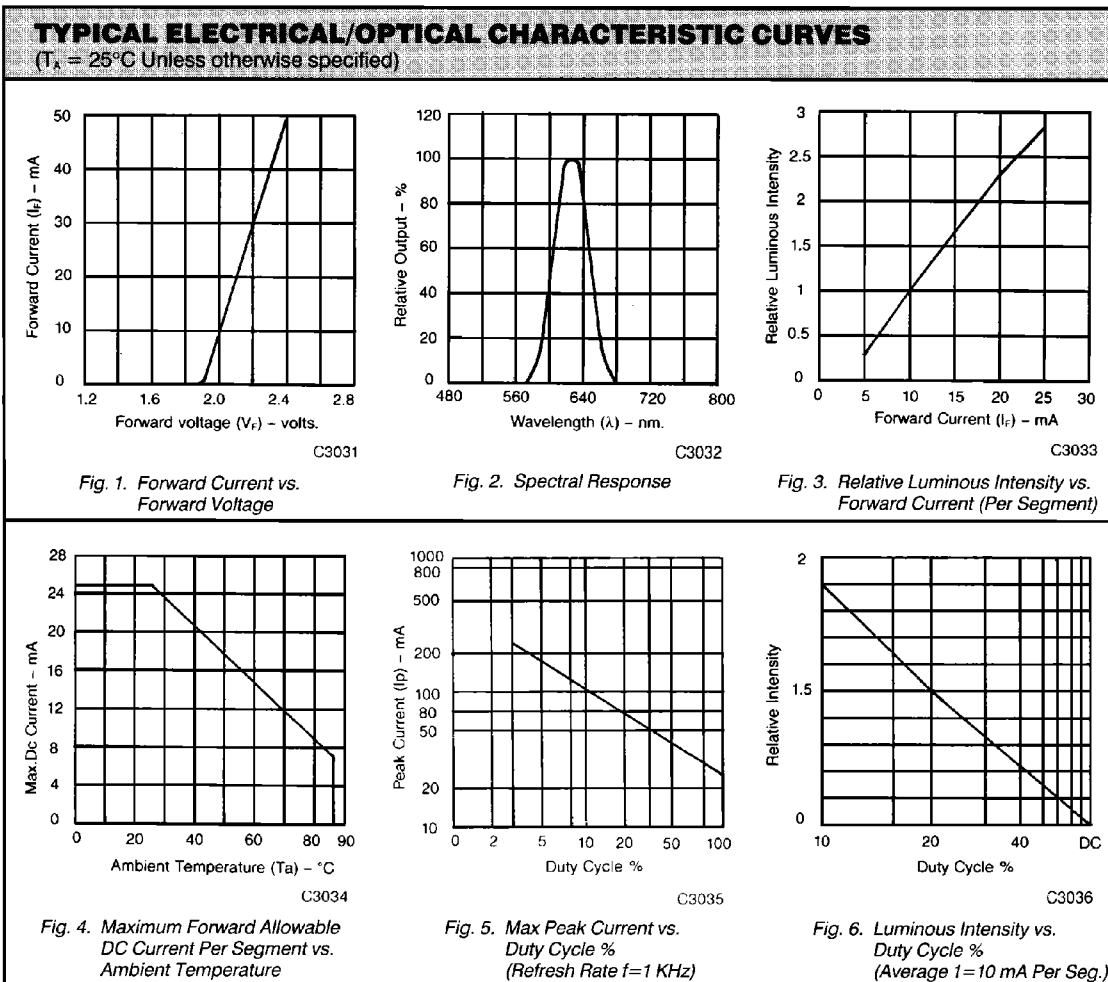 TYPICAL ELECTRICAL/OPTICAL CHARACTERISTIC CURVES
(TA = 25°C Unless otherwise specified)
50
40
30
20
10
0
Forward Current (IF) – mA
1.2 1.6 2.0 2.4 2.8
Forward voltage (VF) – volts.
C3031
Fig. 1. Forward Current vs.
Forward Voltage
120
100
80
60
40
20
0
Relative Output – %
480 560 640 720 800
Wavelength (λ) – nm.
C3032
Fig. 2. Spectral Response
3
2.5
2
1.5
1
0.5
0
Relative Luminous Intensity
0 5 10 15 20 25 30
Forward Current (IF) – mA
C3033
Fig. 3. Relative Luminous Intensity vs.
Forward Current (Per Segment)
28
24
20
16
12
8
4
0
Max.Dc Current – mA
0 20 40 60 80 90
Ambient Temperature (Ta) – °C
C3034
Fig. 4. Maximum Forward Allowable
DC Current Per Segment vs.
Ambient Temperature
1000
800
500
200
100
80
50
20
10
Peak Current (Ip) – mA
0 2 5 10 20 50 100
Duty Cycle %
C3035
Fig. 5. Max Peak Current vs.
Duty Cycle %
(Refresh Rate f=1 KHz)
2
1.5
0
Relative Intensity
10 20 40 DC
Duty Cycle %
C3036
Fig. 6. Luminous Intensity vs.
Duty Cycle %
(Average 1=10 mA Per Seg.)